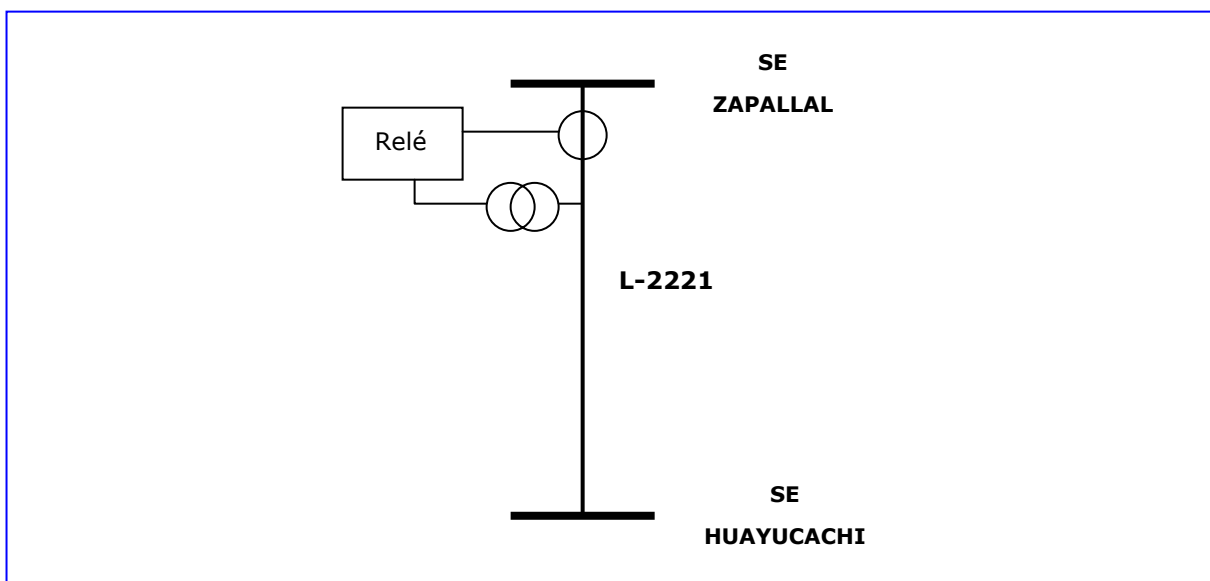 SE
ZAPALLAL
Relé
L-2221
SE
HUAYUCACHI